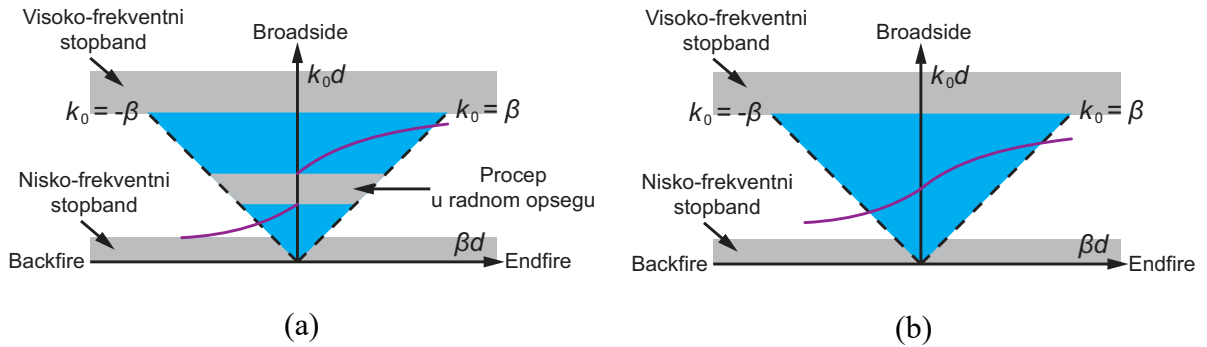 Visoko-frekventni
stopband
Broadside
k₀d
k₀ = -β
k₀ = β
Nisko-frekventni
stopband
Procep
u radnom opsegu
βd
Backfire
Endfire
(a)
Visoko-frekventni
stopband
Broadside
k₀d
k₀ = -β
k₀ = β
Nisko-frekventni
stopband
βd
Backfire
Endfire
(b)